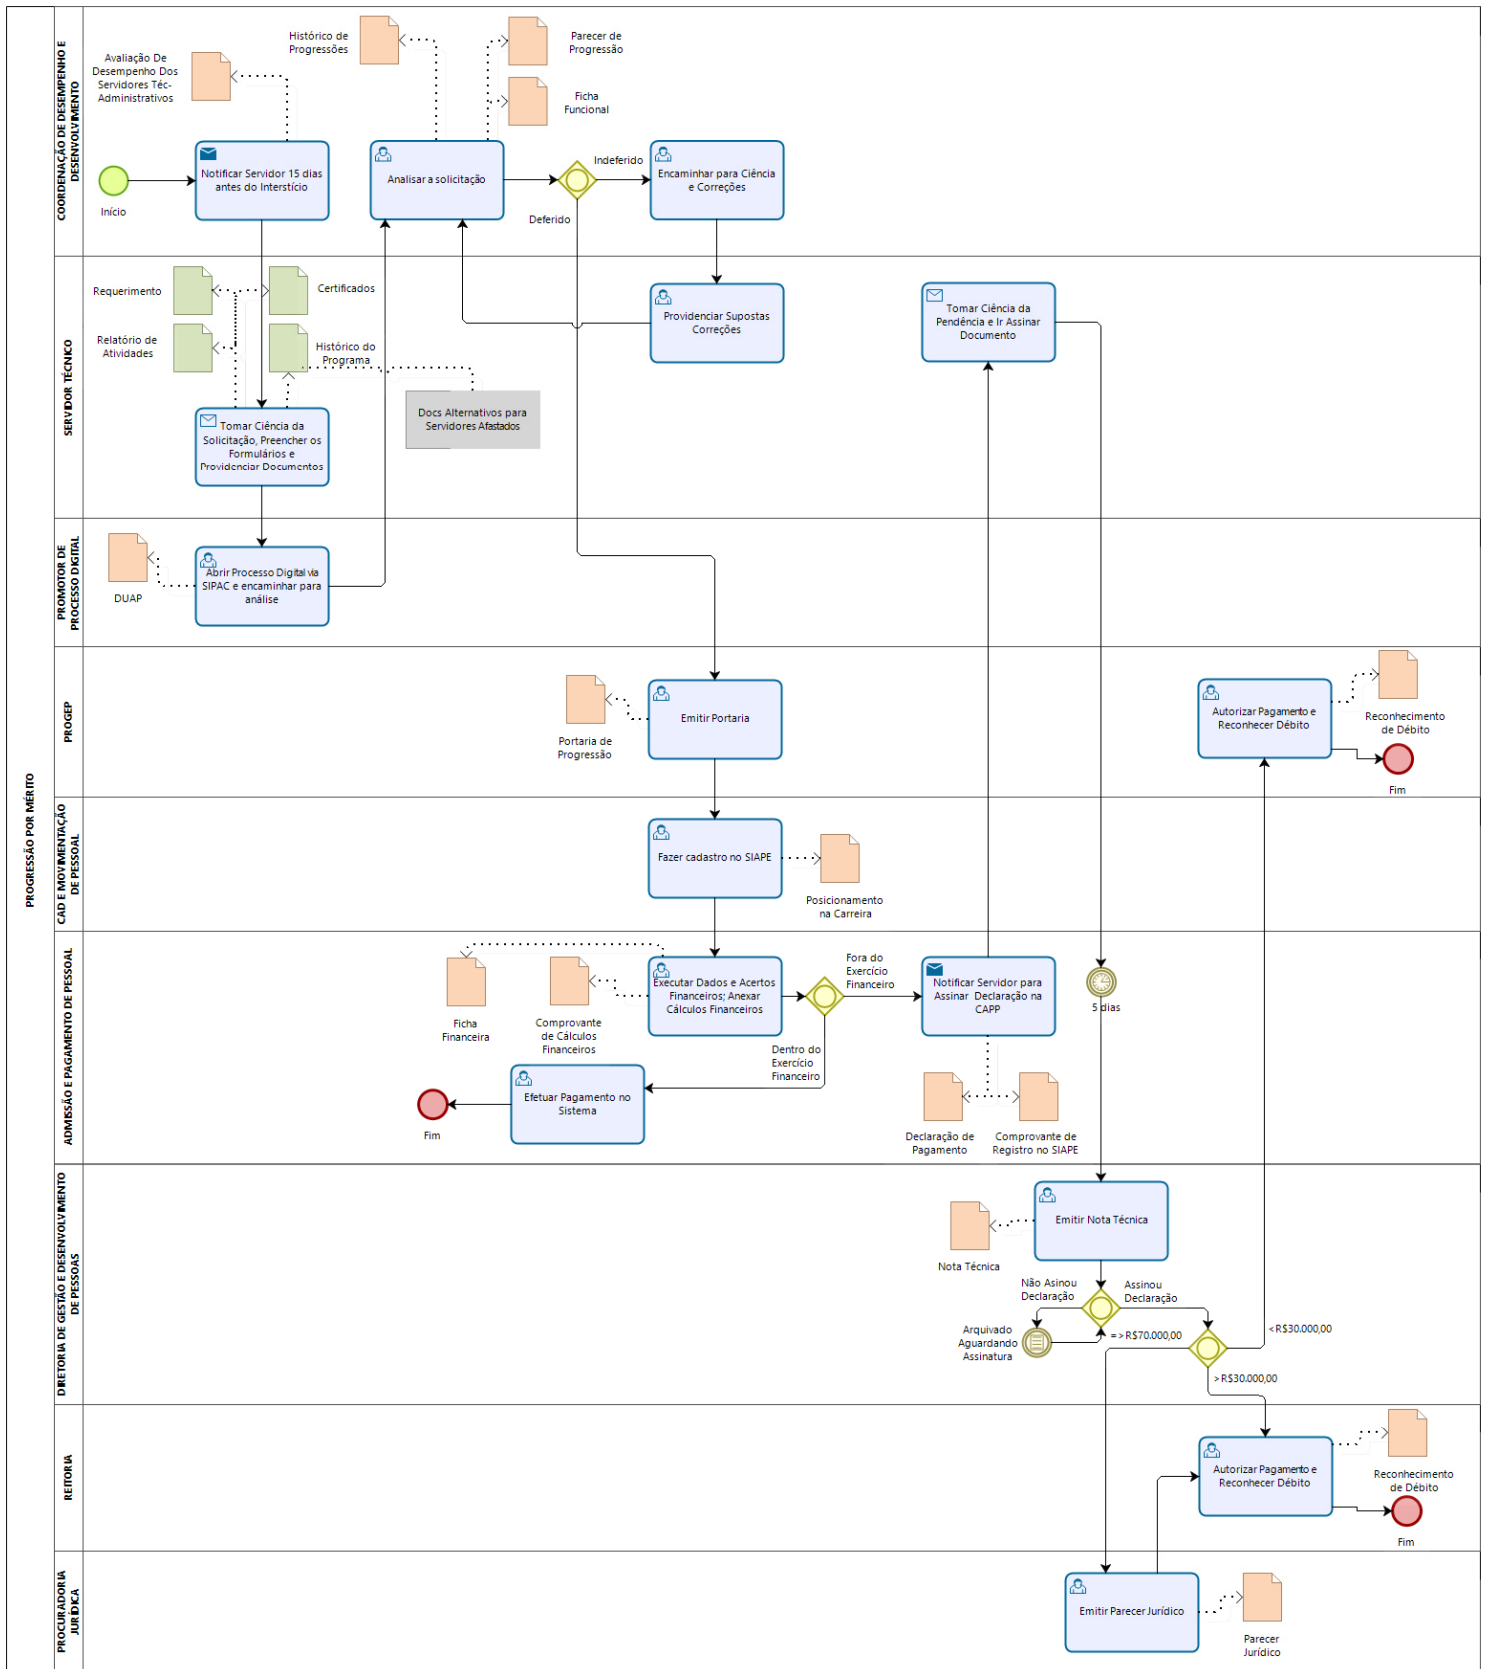 PROGRESSÃO POR MÉRITO
COORDENAÇÃO DE DESEMPENHO E
DESENVOLVIMENTO
Avaliação De
Desempenho Dos
Servidores Téc-
Administrativos
Histórico de
Progressões
Parecer de
Progressão
Ficha
Funcional
Início
Notificar Servidor 15 dias
antes do Interstício
Analisar a solicitação
Indeferido
Deferido
Encaminhar para Ciência
e Correções
SERVIDOR TÉCNICO
Requerimento
Certificados
Relatório de
Atividades
Histórico do
Programa
Docs Alternativos para
Servidores Afastados
Tomar Ciência da
Solicitação, Preencher os
Formulários e
Providenciar Documentos
Providenciar Supostas
Correções
Tomar Ciência da
Pendência e Ir Assinar
Documento
PROMOTOR DE
PROCESSO DIGITAL
DUAP
Abrir Processo Digital via
SIPAC e encaminhar para
análise
PROGEP
Portaria de
Progressão
Emitir Portaria
Autorizar Pagamento e
Reconhecer Débito
Reconhecimento
de Débito
Fim
CAD E MOVIMENTAÇÃO
DE PESSOAL
Fazer cadastro no SIAPE
Posicionamento
na Carreira
ADMISSÃO E PAGAMENTO DE PESSOAL
Ficha
Financeira
Comprovante
de Cálculos
Financeiros
Executar Dados e Acertos
Financeiros; Anexar
Cálculos Financeiros
Fora do
Exercício
Financeiro
Dentro do
Exercício
Financeiro
Notificar Servidor para
Assinar Declaração na
CAPP
5 dias
Efetuar Pagamento no
Sistema
Fim
Declaração de
Pagamento
Comprovante de
Registro no SIAPE
DIRETORIA DE GESTÃO E DESENVOLVIMENTO
DE PESSOAS
Emitir Nota Técnica
Nota Técnica
Não Asinou
Declaração
Assinou
Declaração
Arquivado
Aguardando
Assinatura
=>R$70.000,00
<R$30.000,00
>R$30.000,00
REITORIA
Autorizar Pagamento e
Reconhecer Débito
Reconhecimento
de Débito
Fim
PROCURADORIA
JURÍDICA
Emitir Parecer Jurídico
Parecer
Jurídico